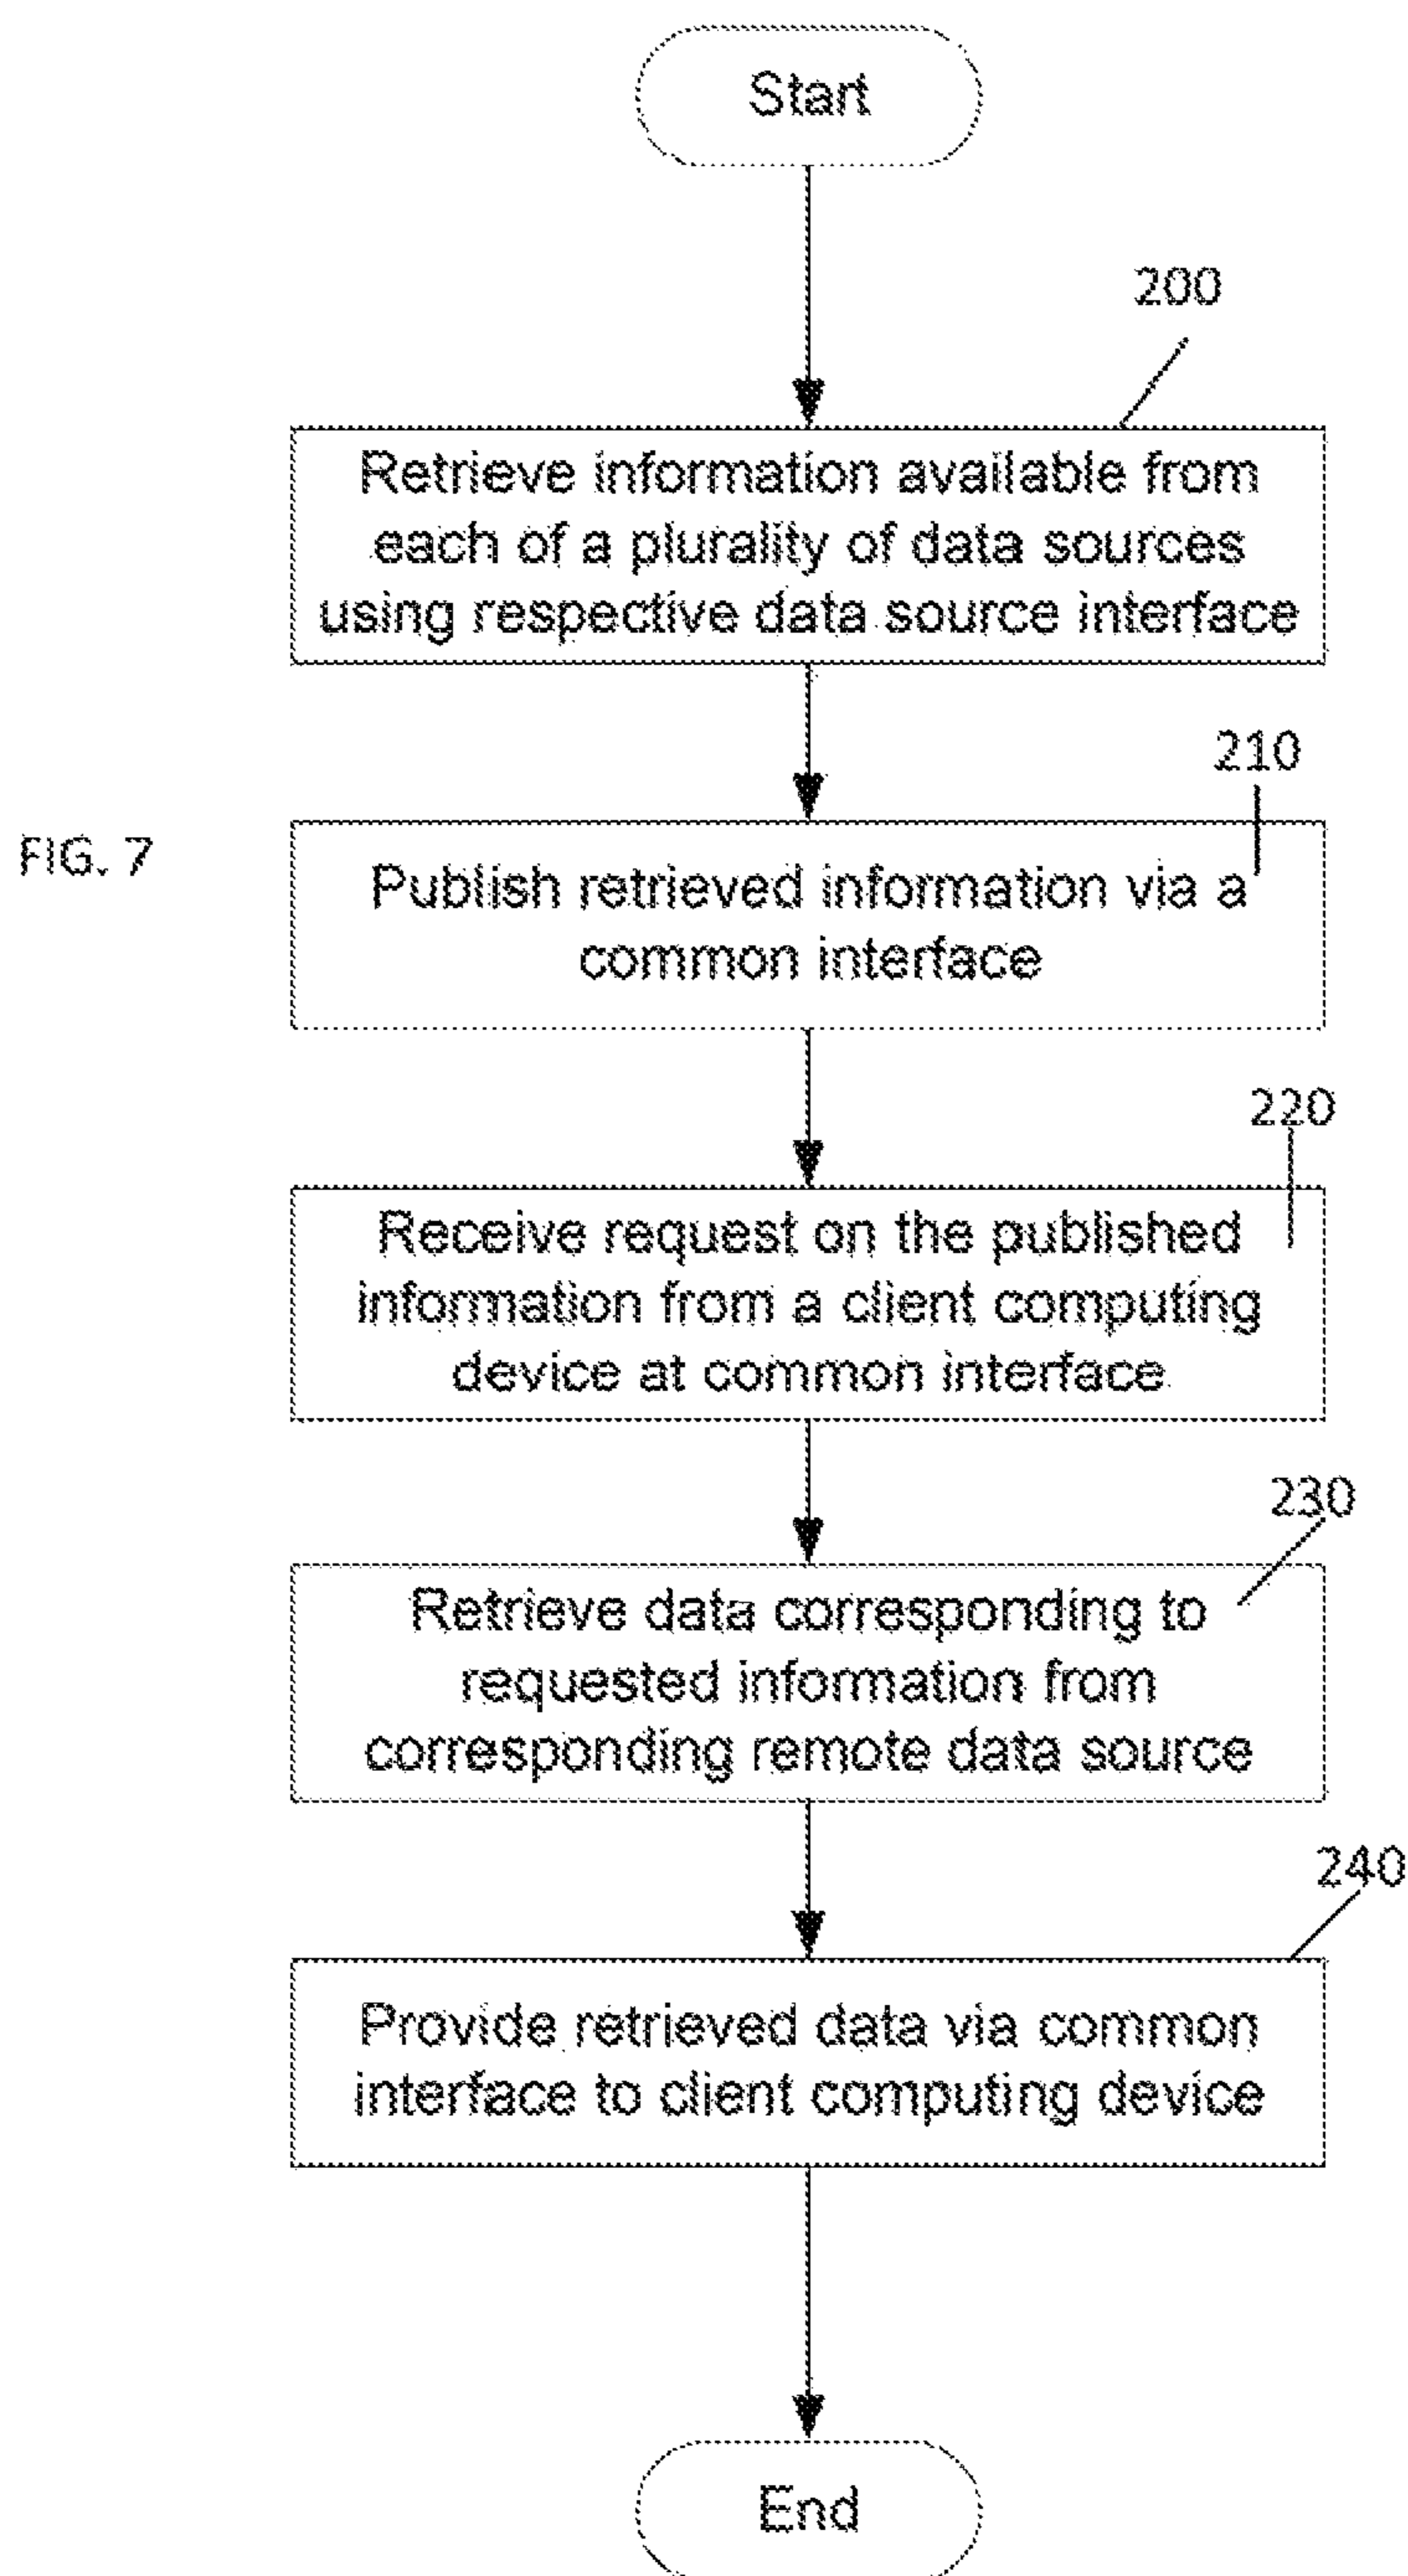 Start
200
Retrieve information available from
each of a plurality of data sources
using respective data source interface
210
FIG. 7
Publish retrieved information via a
common interface
220
Receive request on the published
information from a client computing
device at common interface
230
Retrieve data corresponding to
requested information from
corresponding remote data source
240
Provide retrieved data via common
interface to client computing device
End